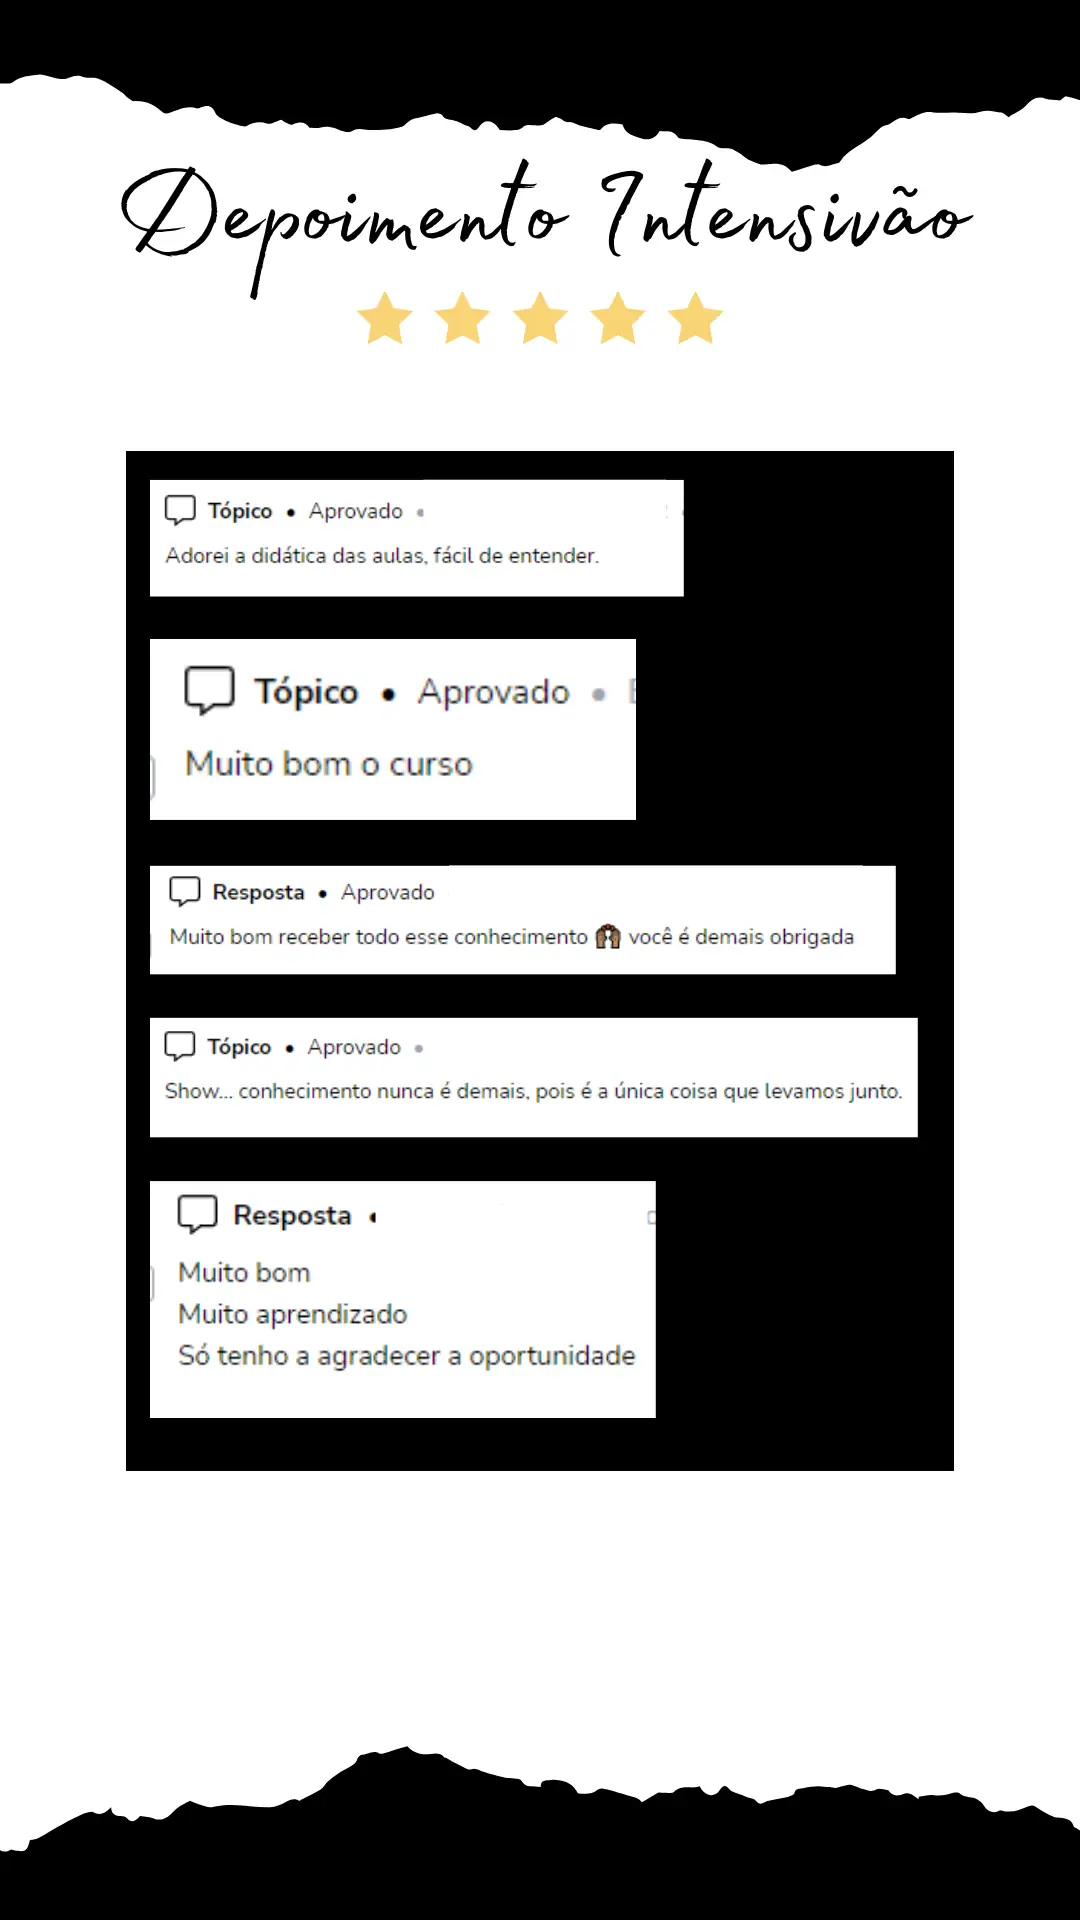 Depoimento Intensivão
Tópico • Aprovado •
Adorei a didática das aulas, fácil de entender.
Tópico • Aprovado •
Muito bom o curso
Resposta • Aprovado
Muito bom receber todo esse conhecimento 🙌🏾 você é demais obrigada
Tópico • Aprovado •
Show... conhecimento nunca é demais, pois é a única coisa que levamos junto.
Resposta •
Muito bom
Muito aprendizado
Só tenho a agradecer a oportunidade